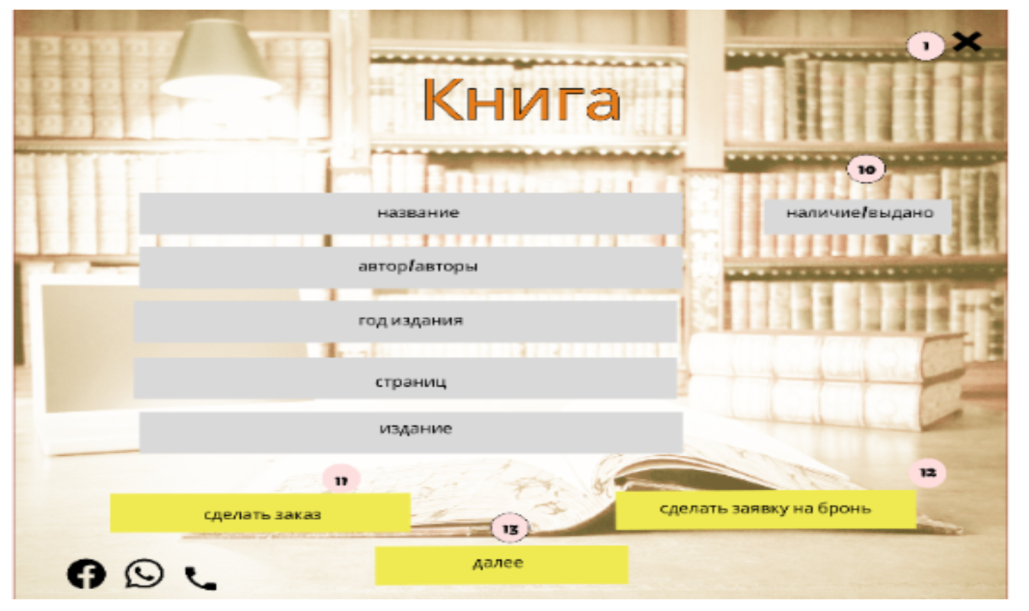 1
Книга
10
название
наличие/выдано
автор/авторы
год издания
страниц
издание
11
12
сделать заказ
сделать заявку на бронь
13
далее